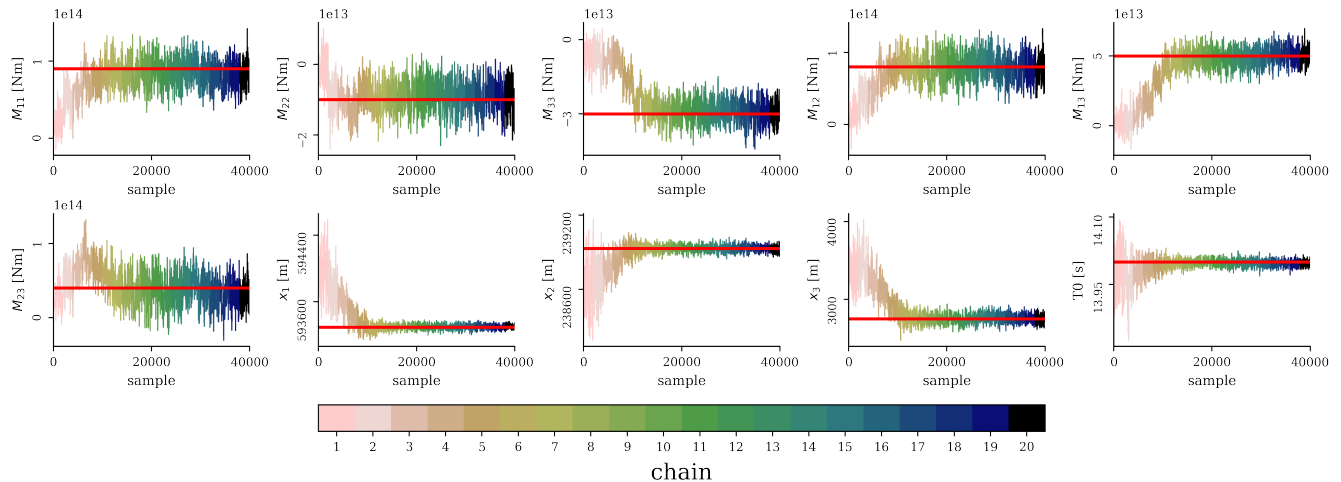 1e14
1e13
1e13
1e14
1e13
M11 [Nm]
1
0
M22 [Nm]
0
−2
M33 [Nm]
0
−3
M12 [Nm]
1
0
M13 [Nm]
5
0
0 20000 40000
0 20000 40000
0 20000 40000
0 20000 40000
0 20000 40000
sample
sample
sample
sample
sample
1e14
M23 [Nm]
1
0
x1 [m]
594400
593600
x2 [m]
239200
238600
x3 [m]
4000
3000
T0 [s]
14.10
13.95
0 20000 40000
0 20000 40000
0 20000 40000
0 20000 40000
0 20000 40000
sample
sample
sample
sample
sample
1 2 3 4 5 6 7 8 9 10 11 12 13 14 15 16 17 18 19 20
chain